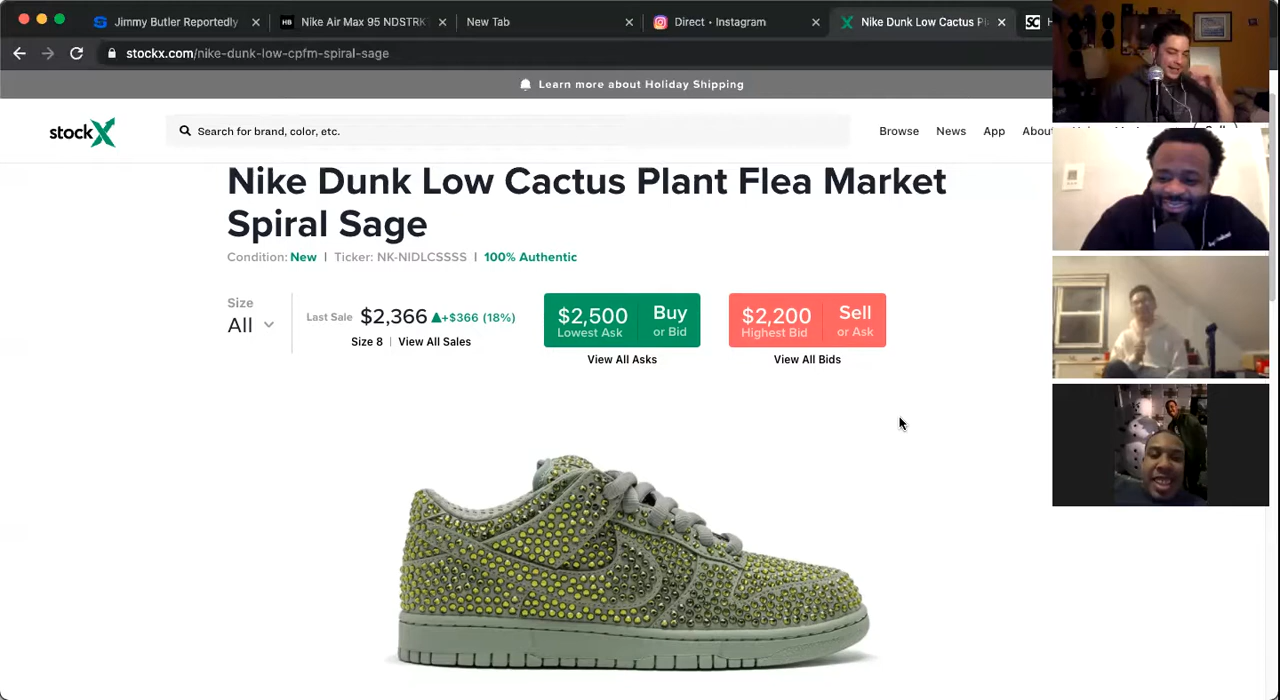 Jimmy Butler Reportedly
HB Nike Air Max 95 NDSTRK
New Tab
Direct • Instagram
Nike Dunk Low Cactus Pl
SC
stockx.com/nike-dunk-low-cpfm-spiral-sage
Learn more about Holiday Shipping
stockX
Search for brand, color, etc.
Browse News App About
Nike Dunk Low Cactus Plant Flea Market
Spiral Sage
Condition: New | Ticker: NK-NIDLCSSSS | 100% Authentic
Size
All
Last Sale $2,366 ▲+$366 (18%)
Size 8 | View All Sales
$2,500 Buy
Lowest Ask or Bid
View All Asks
$2,200 Sell
Highest Bid or Ask
View All Bids